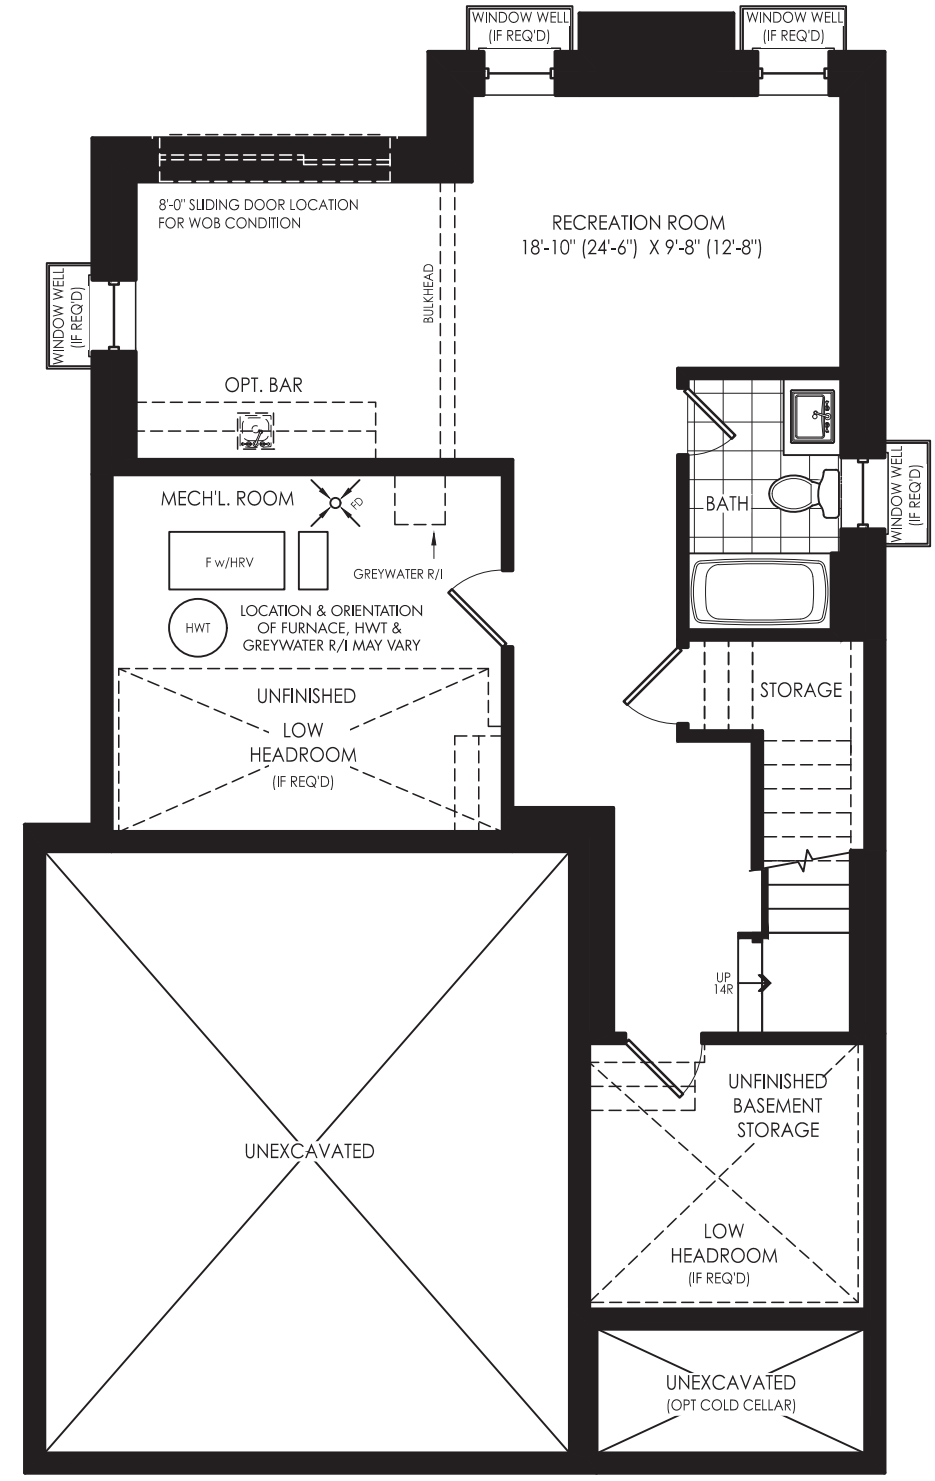 WINDOW WELL
(IF REQ'D)
WINDOW WELL
(IF REQ'D)
8'-0" SLIDING DOOR LOCATION
FOR WOB CONDITION
RECREATION ROOM
18'-10" (24'-6") X 9'-8" (12'-8")
WINDOW WELL
(IF REQ'D)
BULKHEAD
OPT. BAR
WINDOW WELL
(IF REQ'D)
MECH'L. ROOM
FD
BATH
F w/HRV
GREYWATER R/I
HWT
LOCATION & ORIENTATION
OF FURNACE, HWT &
GREYWATER R/I MAY VARY
UNFINISHED
LOW
HEADROOM
(IF REQ'D)
STORAGE
UP
14R
UNFINISHED
BASEMENT
STORAGE
UNEXCAVATED
LOW
HEADROOM
(IF REQ'D)
UNEXCAVATED
(OPT COLD CELLAR)